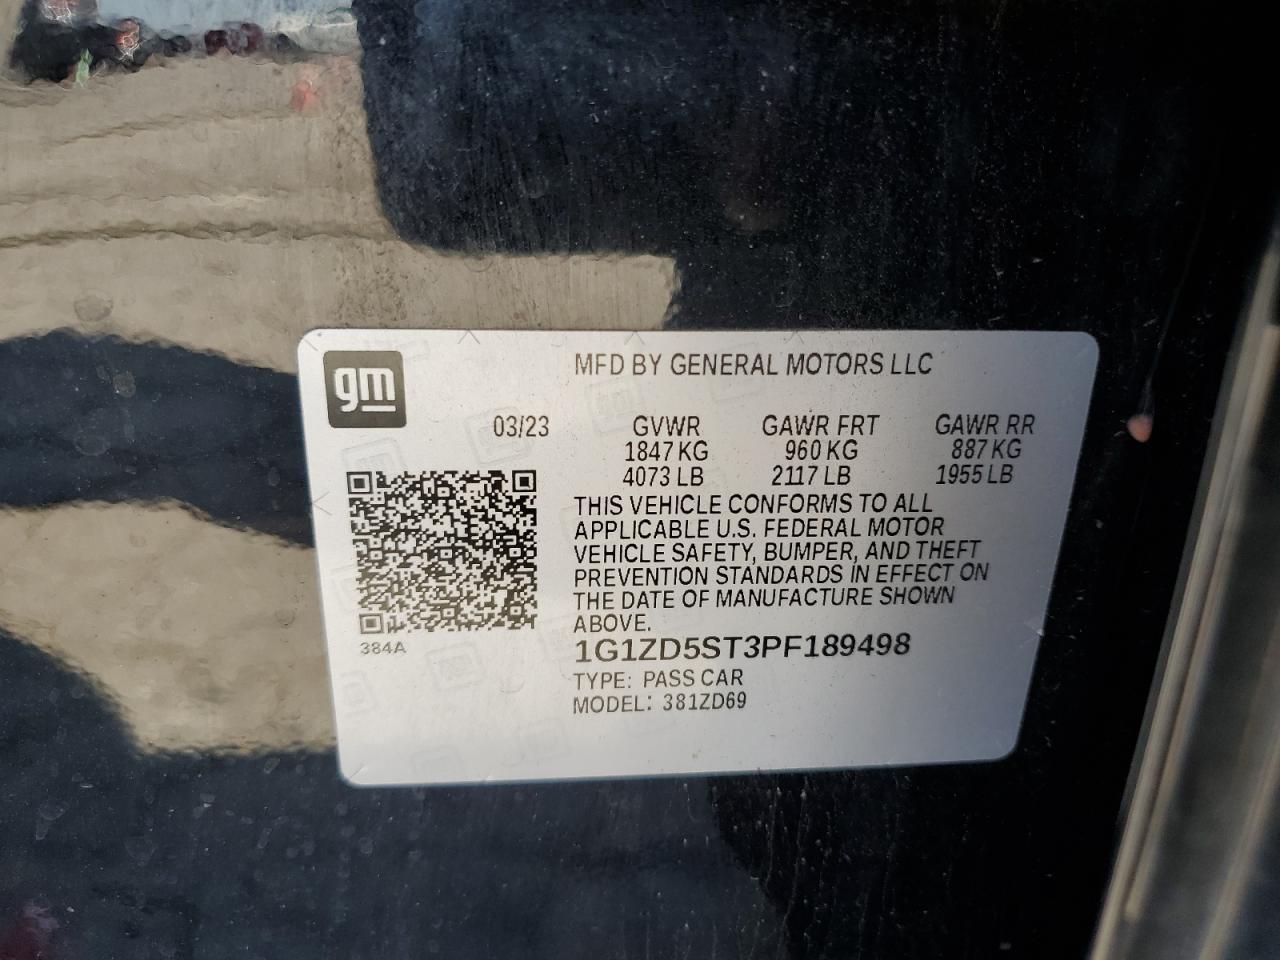 gm
MFD BY GENERAL MOTORS LLC
03/23 GVWR GAWR FRT GAWR RR
1847 KG 960 KG 887 KG
4073 LB 2117 LB 1955 LB
THIS VEHICLE CONFORMS TO ALL
APPLICABLE U.S. FEDERAL MOTOR
VEHICLE SAFETY, BUMPER, AND THEFT
PREVENTION STANDARDS IN EFFECT ON
THE DATE OF MANUFACTURE SHOWN
ABOVE.
384A
1G1ZD5ST3PF189498
TYPE: PASS CAR
MODEL: 381ZD69